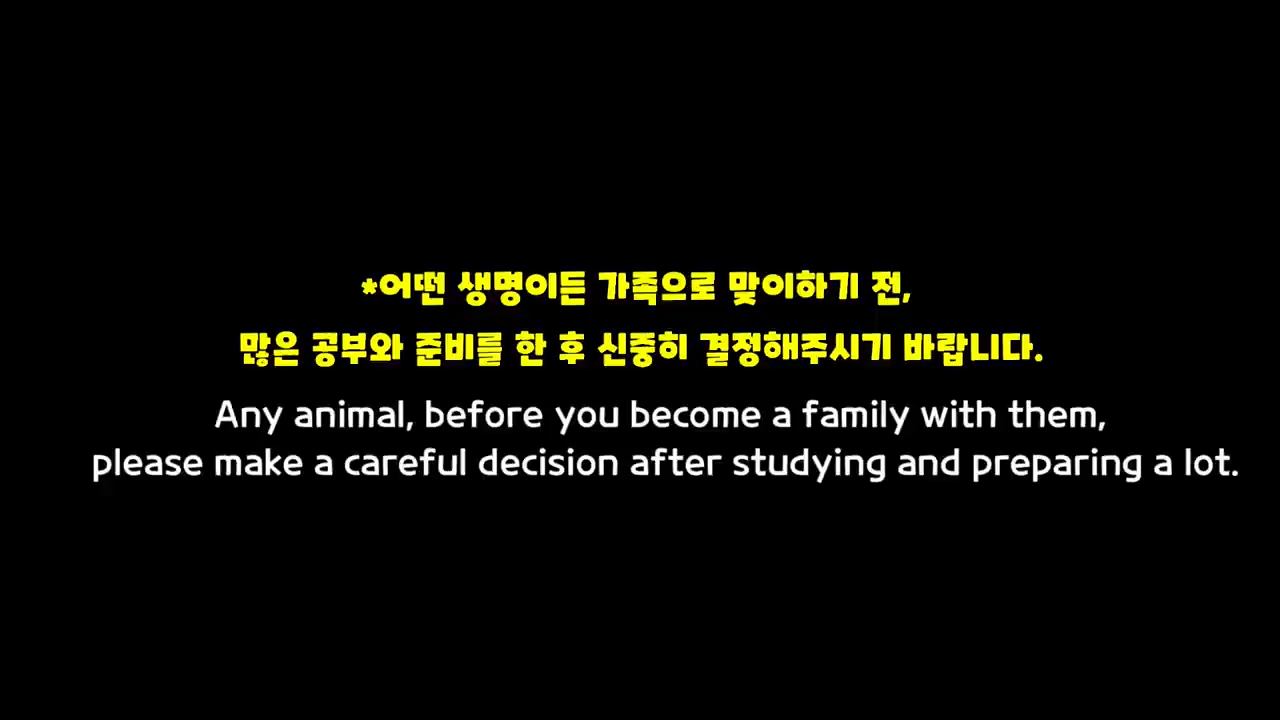 *어떤 생명이든 가족으로 맞이하기 전,
많은 공부와 준비를 한 후 신중히 결정해주시기 바랍니다.
Any animal, before you become a family with them,
please make a careful decision after studying and preparing a lot.